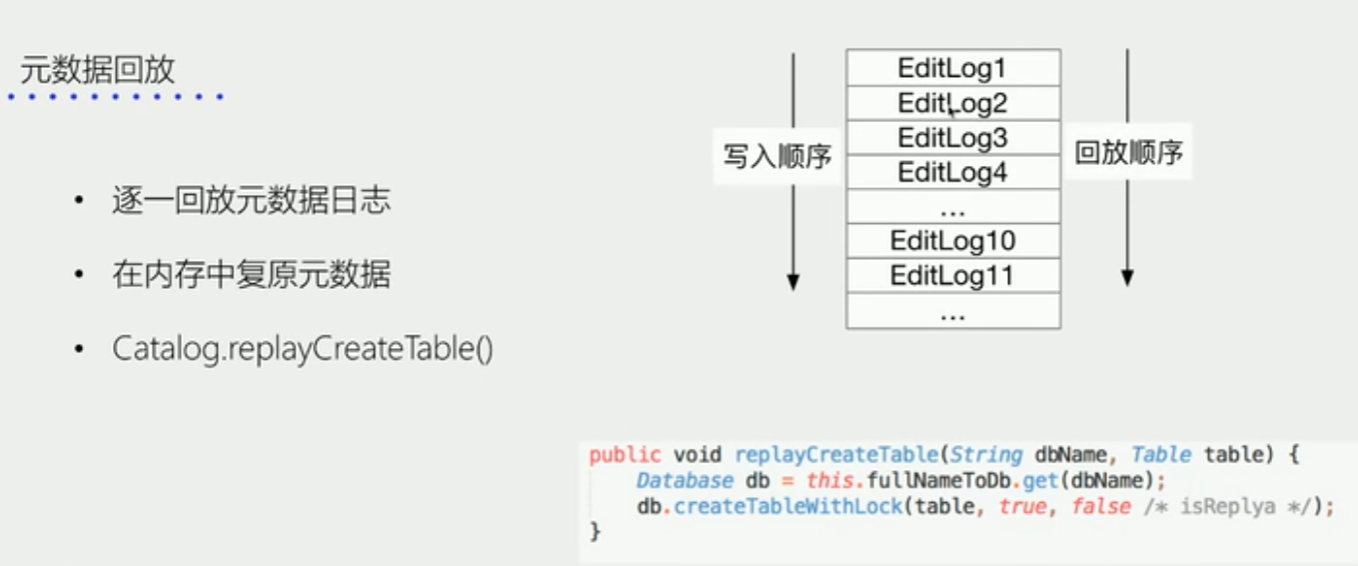 元数据回放
• 逐一回放元数据日志
• 在内存中复原元数据
• Catalog.replayCreateTable()
写入顺序
EditLog1
EditLog2
EditLog3
EditLog4
...
EditLog10
EditLog11
...
回放顺序
public void replayCreateTable(String dbName, Table table) {
    Database db = this.fullNameToDb.get(dbName);
    db.createTableWithLock(table, true, false /* isReplya */);
}